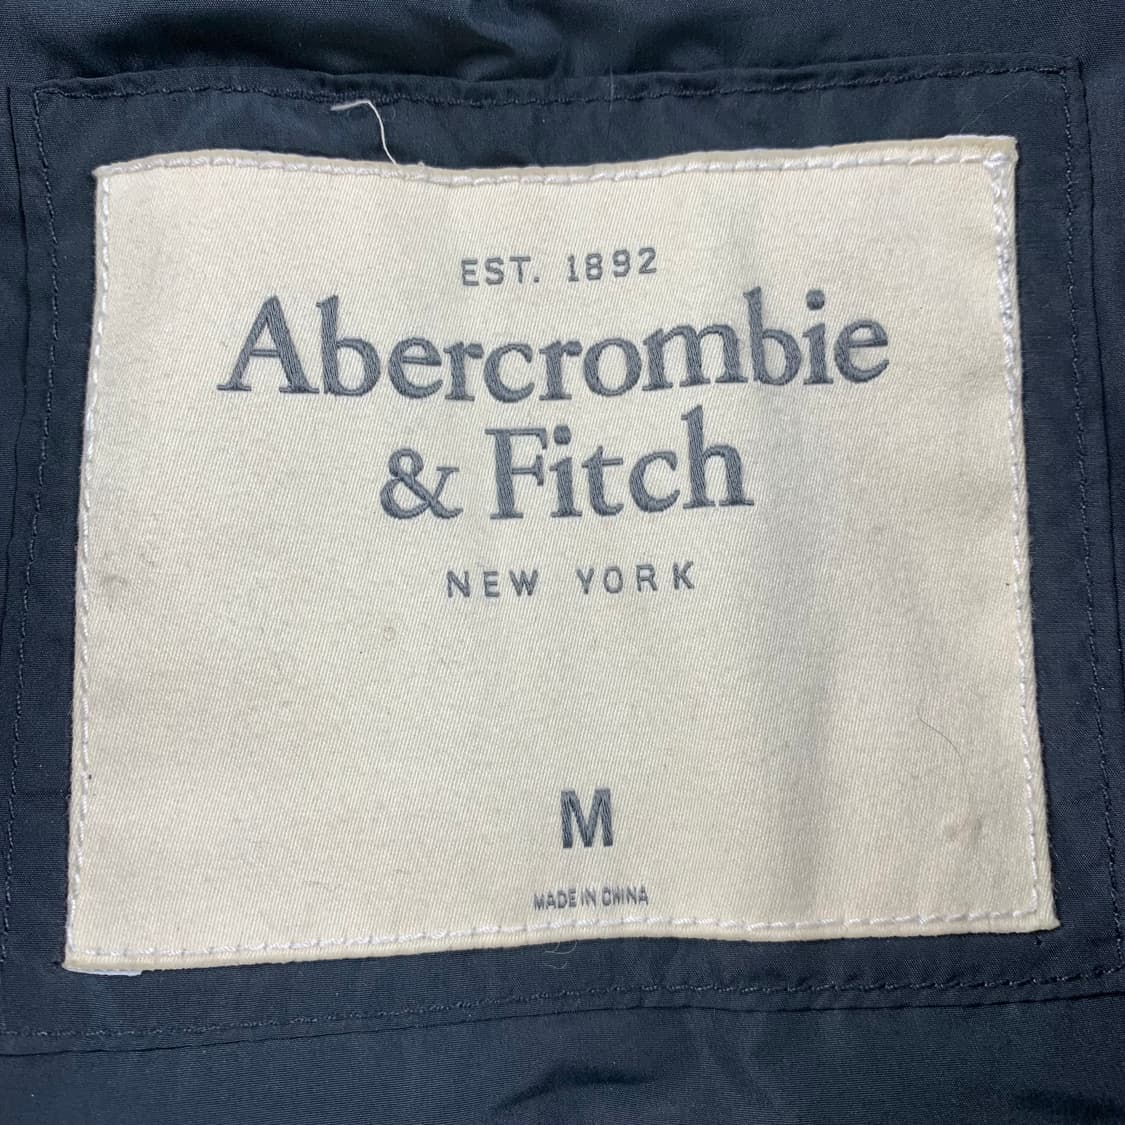 EST. 1892
Abercrombie
& Fitch
NEW YORK
M
MADE IN CHINA